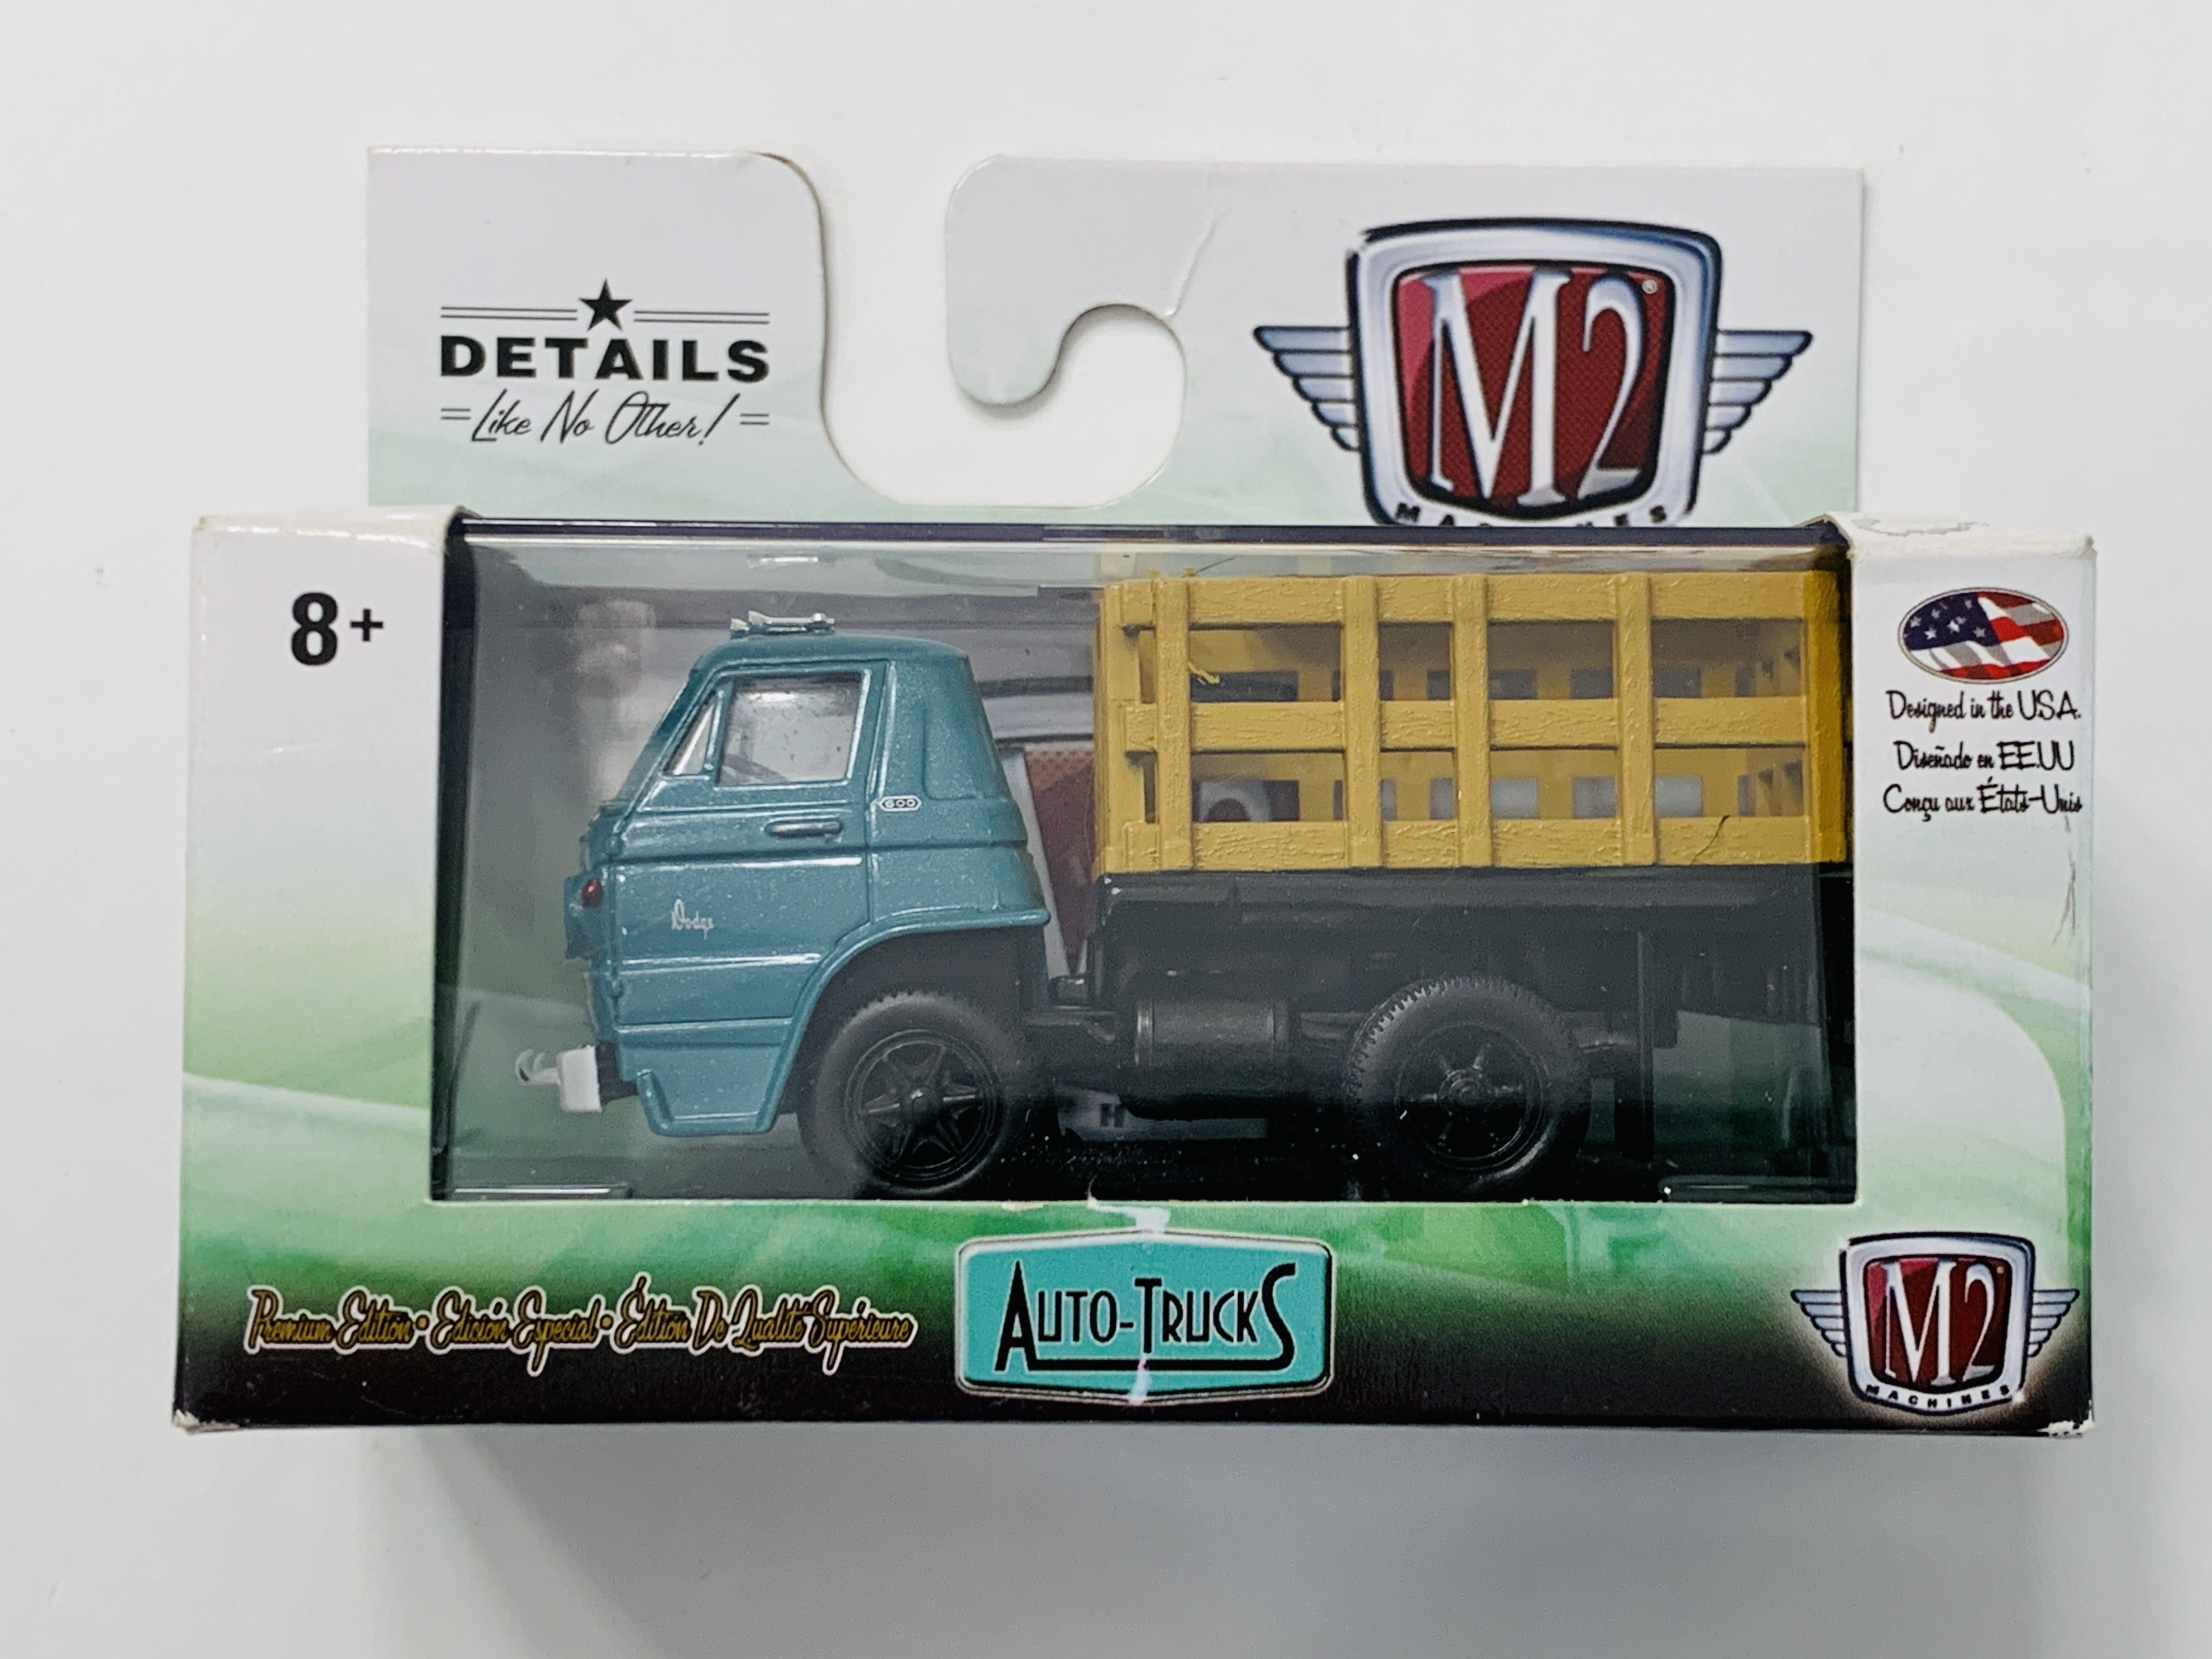 DETAILS
Like No Other!
M2®
MACHINES
8+
Designed in the U.S.A.
Diseñado en EE.UU
Conçu aux États-Unis
600
Dodge
Premium Edition • Edición Especial • Édition De Qualité Supérieure
AUTO-TRUCKS
M2
MACHINES